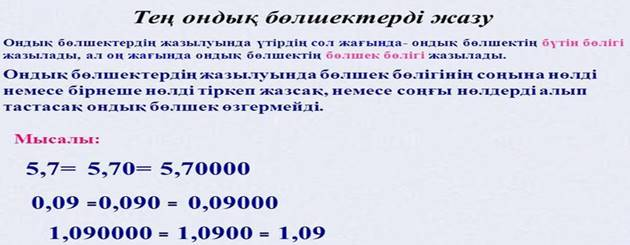 Тең ондық бөлшектерді жазу
Ондық бөлшектердің жазылуында үтірдің сол жағында- ондық бөлшектің бүтін бөлігі
жазылады, ал оң жағында ондық бөлшектің бөлшек бөлігі жазылады.
Ондық бөлшектердің жазылуында бөлшек бөлігінің соңына нөлді
немесе бірнеше нөлді тіркеп жазсақ, немесе соңғы нөлдерді алып
тастасақ ондық бөлшек өзгермейді.
Мысалы:
5,7= 5,70= 5,70000
0,09 =0,090 = 0,09000
1,090000 = 1,0900 = 1,09